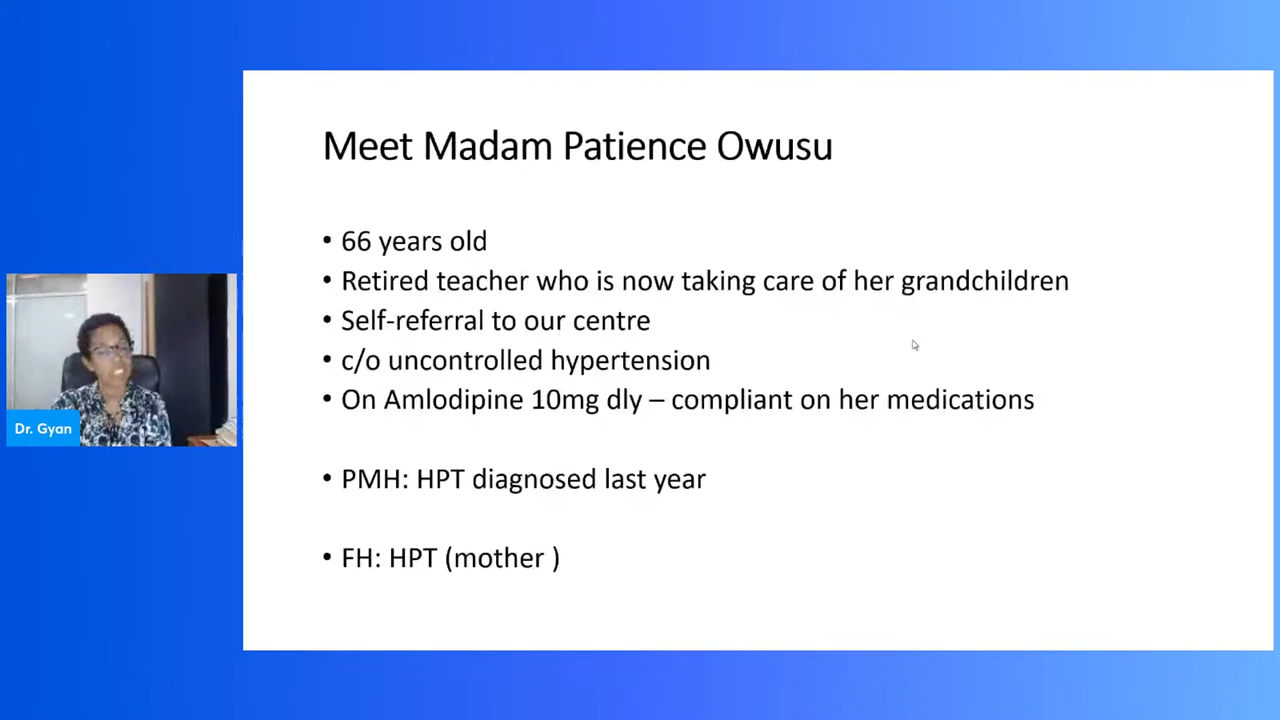 Meet Madam Patience Owusu
• 66 years old
• Retired teacher who is now taking care of her grandchildren
• Self-referral to our centre
• c/o uncontrolled hypertension
• On Amlodipine 10mg dly – compliant on her medications
• PMH: HPT diagnosed last year
• FH: HPT (mother )
Dr. Gyan